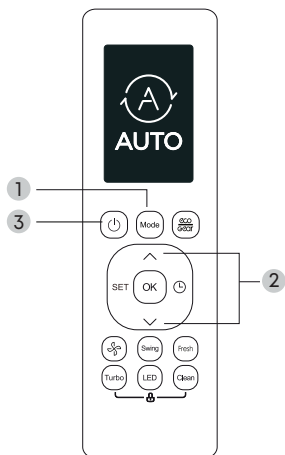 A
AUTO
1
3
Mode
eco
gear
SET
OK
2
Swing
Fresh
Turbo
LED
Clean